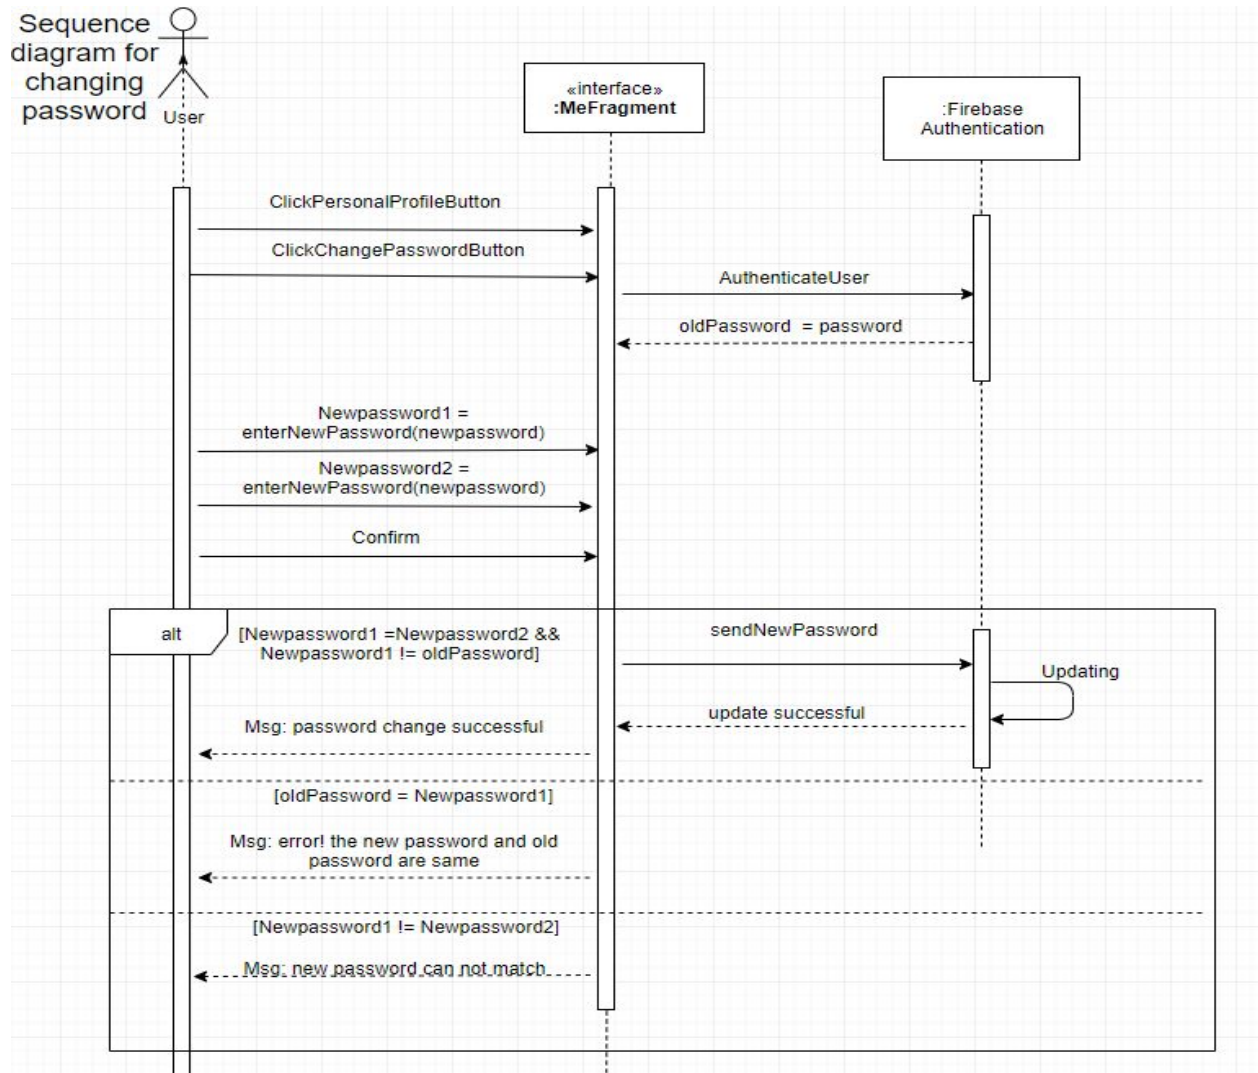 Sequence
diagram for
changing
password
User
«interface»
:MeFragment
:Firebase
Authentication
ClickPersonalProfileButton
ClickChangePasswordButton
AuthenticateUser
oldPassword = password
Newpassword1 =
enterNewPassword(newpassword)
Newpassword2 =
enterNewPassword(newpassword)
Confirm
alt
[Newpassword1 =Newpassword2 &&
Newpassword1 != oldPassword]
sendNewPassword
Updating
update successful
Msg: password change successful
[oldPassword = Newpassword1]
Msg: error! the new password and old
password are same
[Newpassword1 != Newpassword2]
Msg: new password can not match